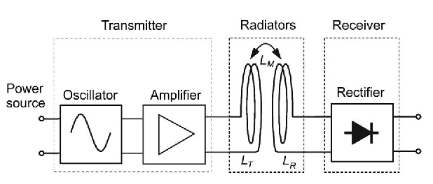 Transmitter
Radiators
Receiver
Power
source
Oscillator
Amplifier
L_M
Rectifier
L_T
L_R